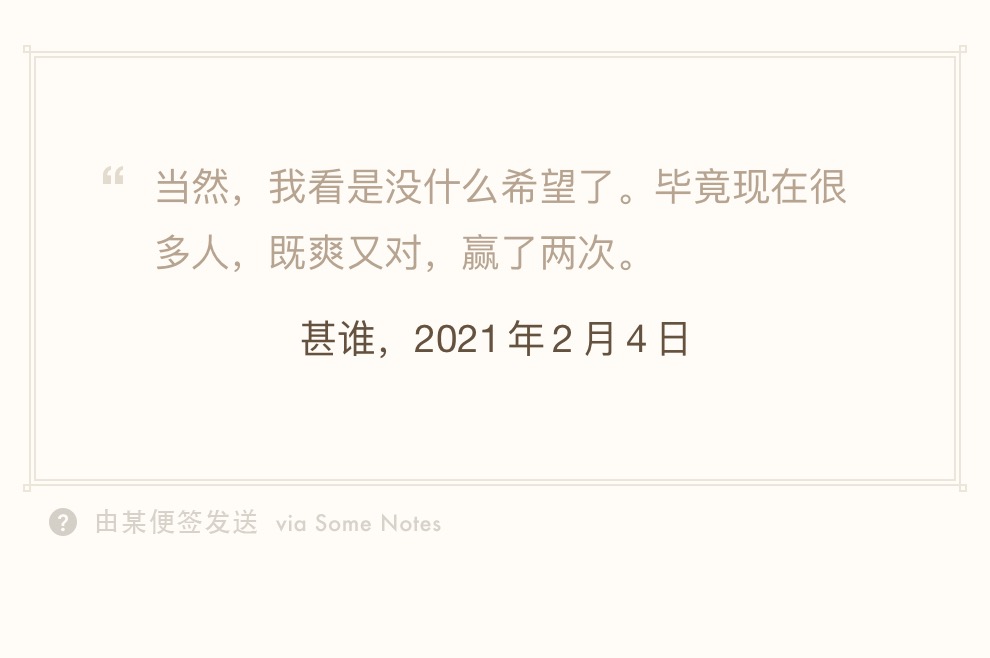 “ 当然，我看是没什么希望了。毕竟现在很
多人，既爽又对，赢了两次。
甚谁，2021 年 2 月 4 日
? 由某便签发送 via Some Notes